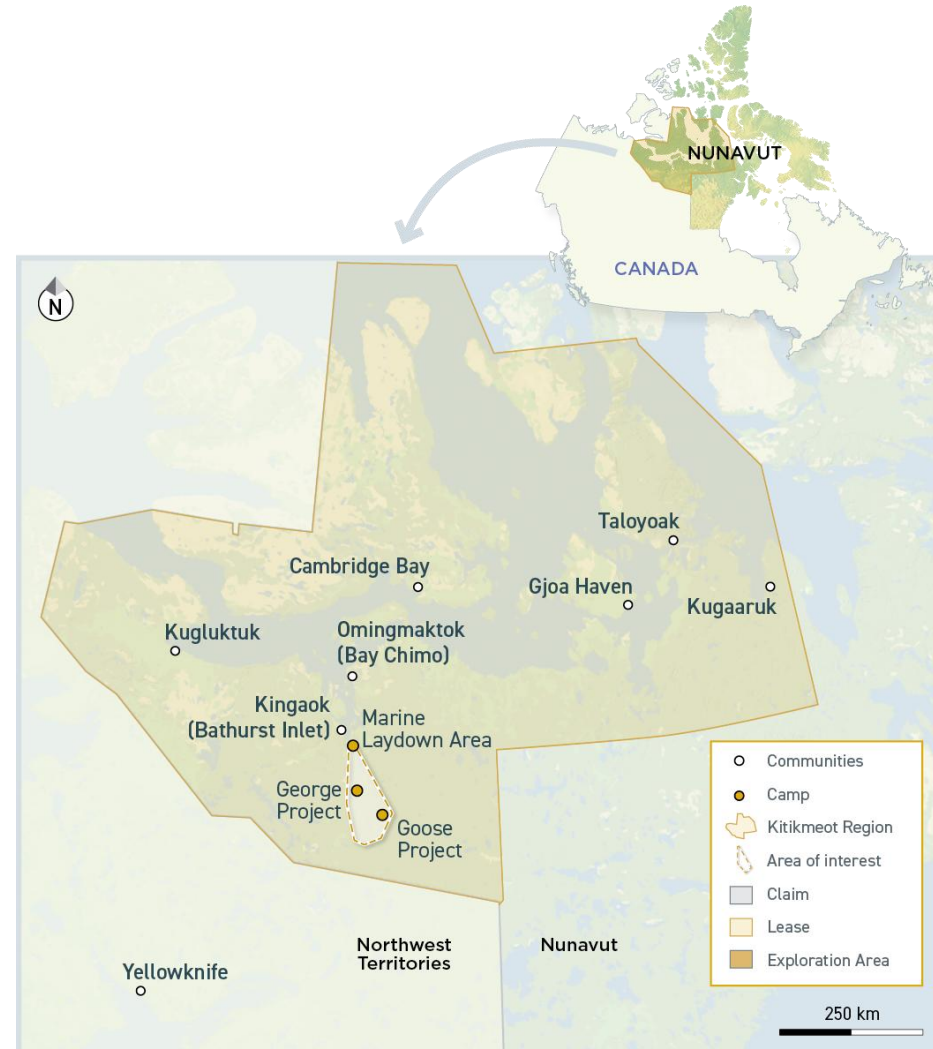 NUNAVUT
CANADA
N
Taloyoak
Cambridge Bay
Gjoa Haven
Kugaaruk
Kugluktuk
Omingmaktok
(Bay Chimo)
Kingaok
(Bathurst Inlet)
Marine
Laydown Area
George
Project
Goose
Project
Northwest
Territories
Nunavut
Yellowknife
Communities
Camp
Kitikmeot Region
Area of interest
Claim
Lease
Exploration Area
250 km